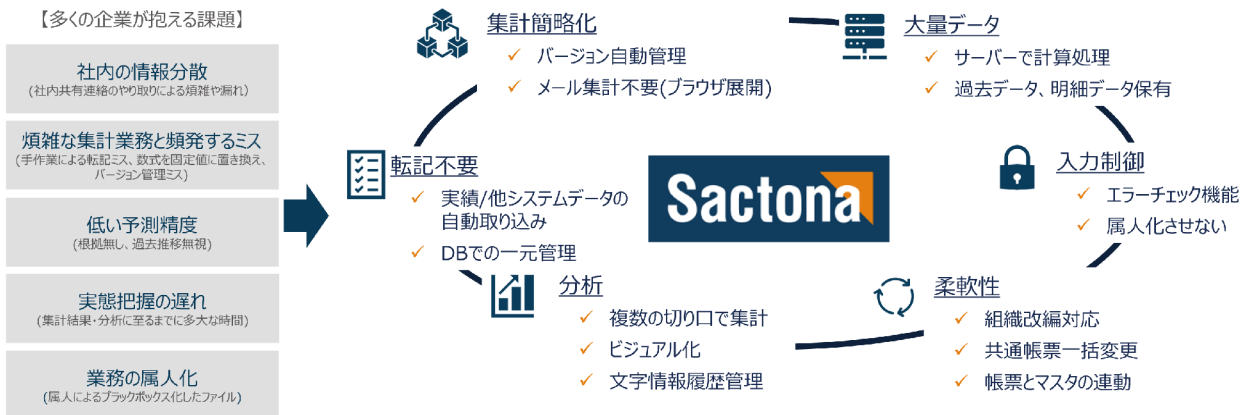 【多くの企業が抱える課題】
社内の情報分散
(社内共有連絡のやり取りによる煩雑や漏れ)
煩雑な集計業務と頻発するミス
(手作業による転記ミス、数式を固定値に置き換え、
バージョン管理ミス)
低い予測精度
(根拠無し、過去推移無視)
実態把握の遅れ
(集計結果・分析に至るまでに多大な時間)
業務の属人化
(属人によるブラックボックス化したファイル)
集計簡略化
✓ バージョン自動管理
✓ メール集計不要(ブラウザ展開)
大量データ
✓ サーバーで計算処理
✓ 過去データ、明細データ保有
転記不要
✓ 実績/他システムデータの
自動取り込み
✓ DBでの一元管理
Sactona
入力制御
✓ エラーチェック機能
✓ 属人化させない
分析
✓ 複数の切り口で集計
✓ ビジュアル化
✓ 文字情報履歴管理
柔軟性
✓ 組織改編対応
✓ 共通帳票一括変更
✓ 帳票とマスタの連動